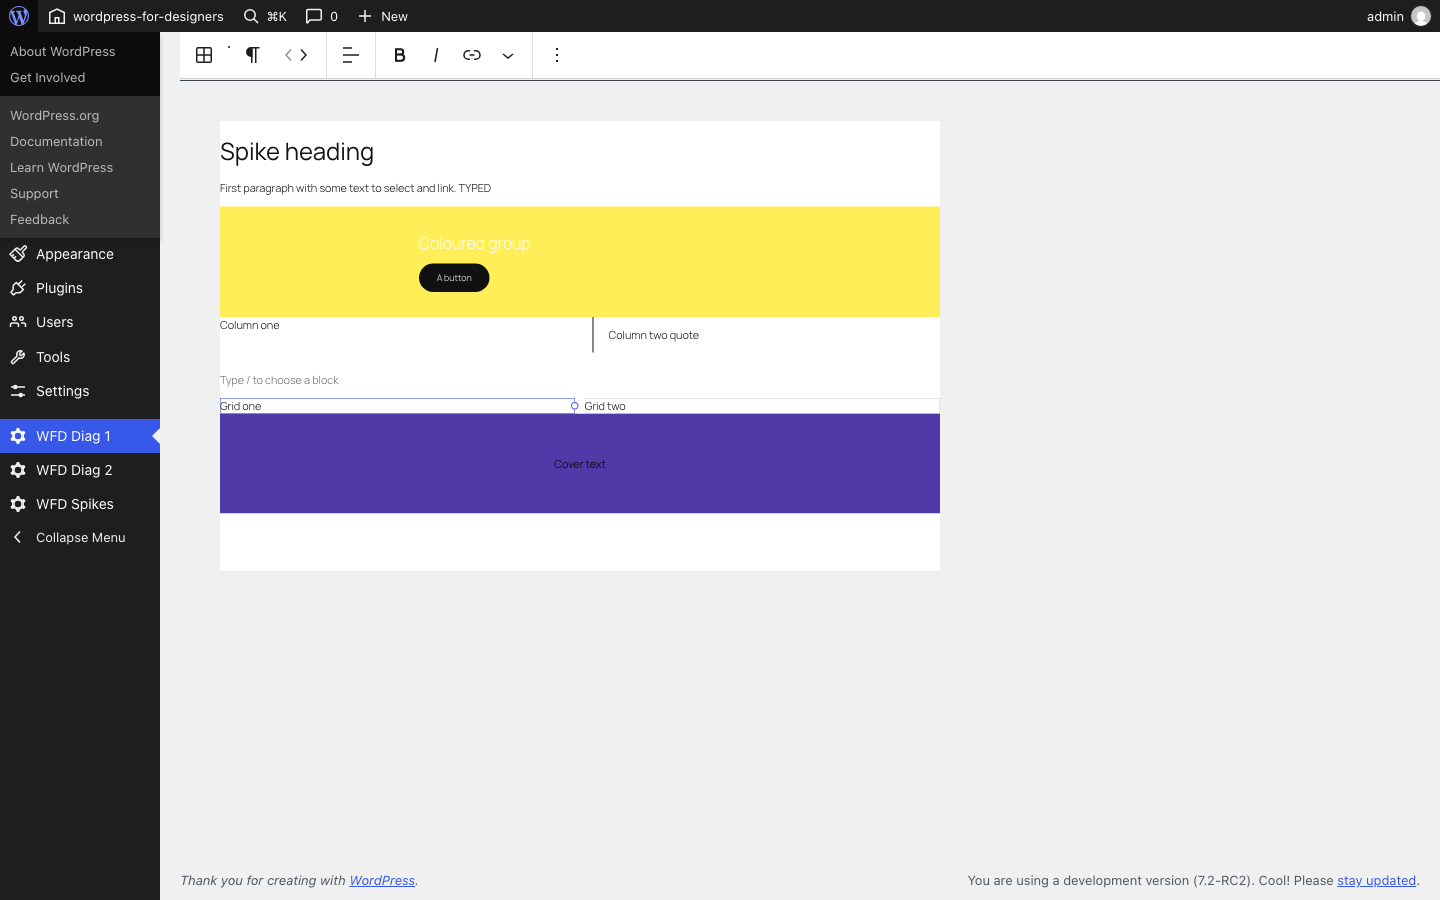 wordpress-for-designers
⌘K
0
New
admin
About WordPress
Get Involved
WordPress.org
Documentation
Learn WordPress
Support
Feedback
Appearance
Plugins
Users
Tools
Settings
WFD Diag 1
WFD Diag 2
WFD Spikes
Collapse Menu
Spike heading
First paragraph with some text to select and link. TYPED
Coloured group
A button
Column one
Column two quote
Type / to choose a block
Grid one
Grid two
Cover text
Thank you for creating with WordPress.
You are using a development version (7.2-RC2). Cool! Please stay updated.